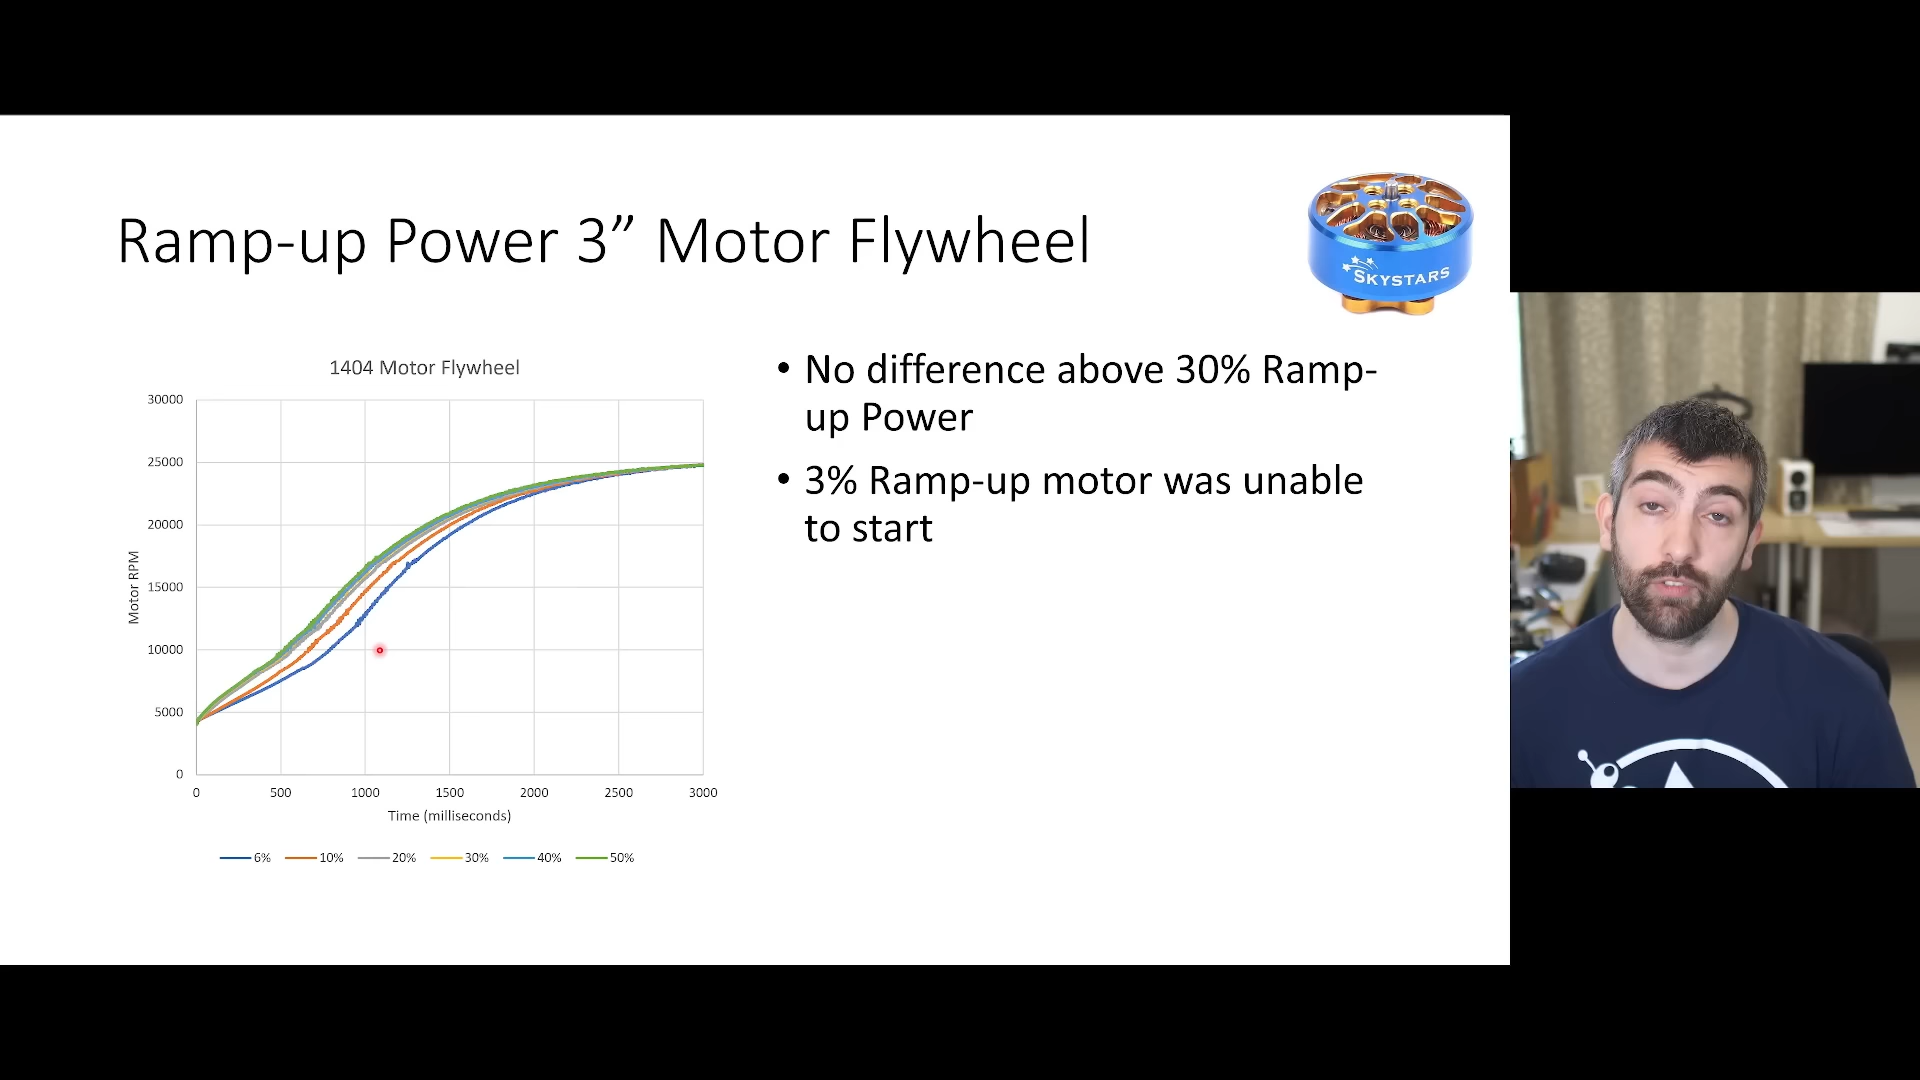 Ramp-up Power 3” Motor Flywheel
SKYSTARS
1404 Motor Flywheel
30000
25000
20000
15000
10000
5000
0
Motor RPM
0 500 1000 1500 2000 2500 3000
Time (milliseconds)
6% 10% 20% 30% 40% 50%
• No difference above 30% Ramp-
up Power
• 3% Ramp-up motor was unable
to start